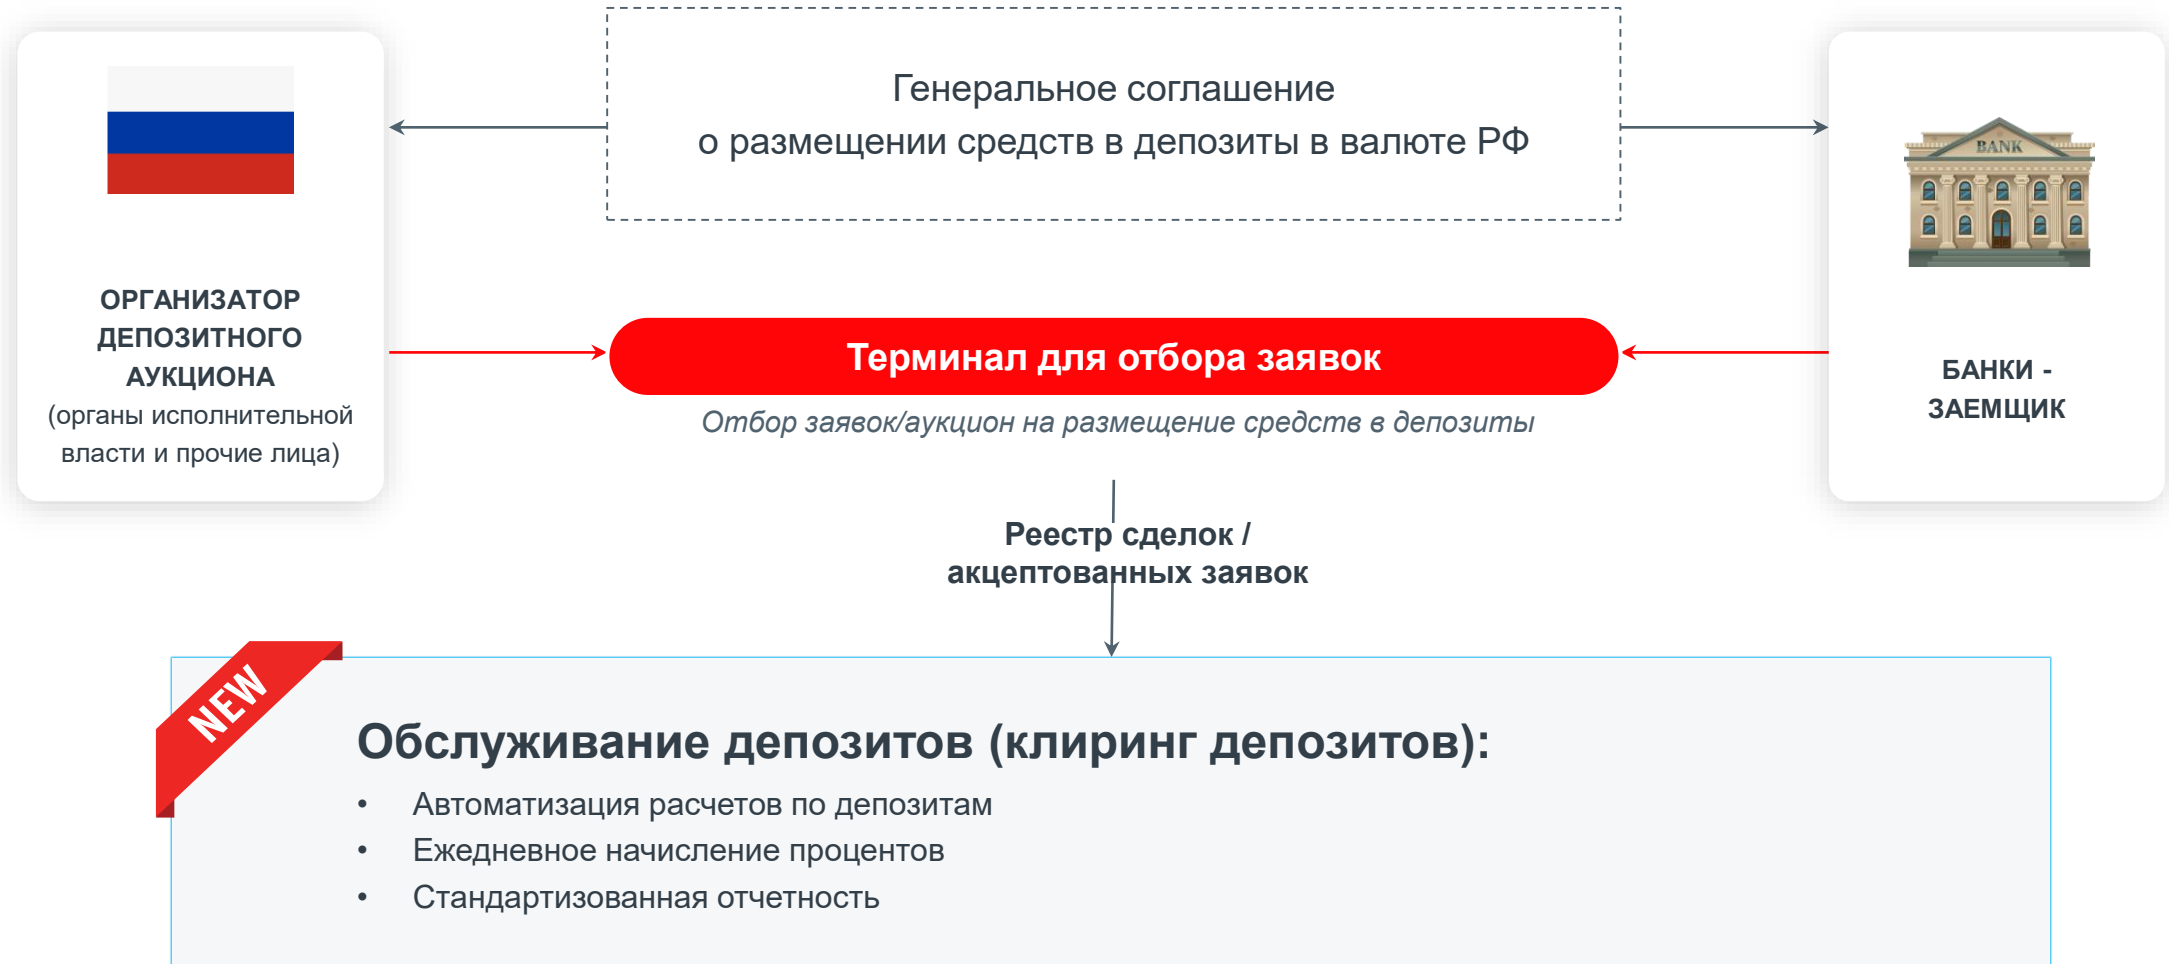 Генеральное соглашение
о размещении средств в депозиты в валюте РФ
BANK
ОРГАНИЗАТОР
ДЕПОЗИТНОГО
АУКЦИОНА
(органы исполнительной
власти и прочие лица)
Терминал для отбора заявок
Отбор заявок/аукцион на размещение средств в депозиты
БАНКИ -
ЗАЕМЩИК
Реестр сделок /
акцептованных заявок
NEW
Обслуживание депозитов (клиринг депозитов):
• Автоматизация расчетов по депозитам
• Ежедневное начисление процентов
• Стандартизованная отчетность